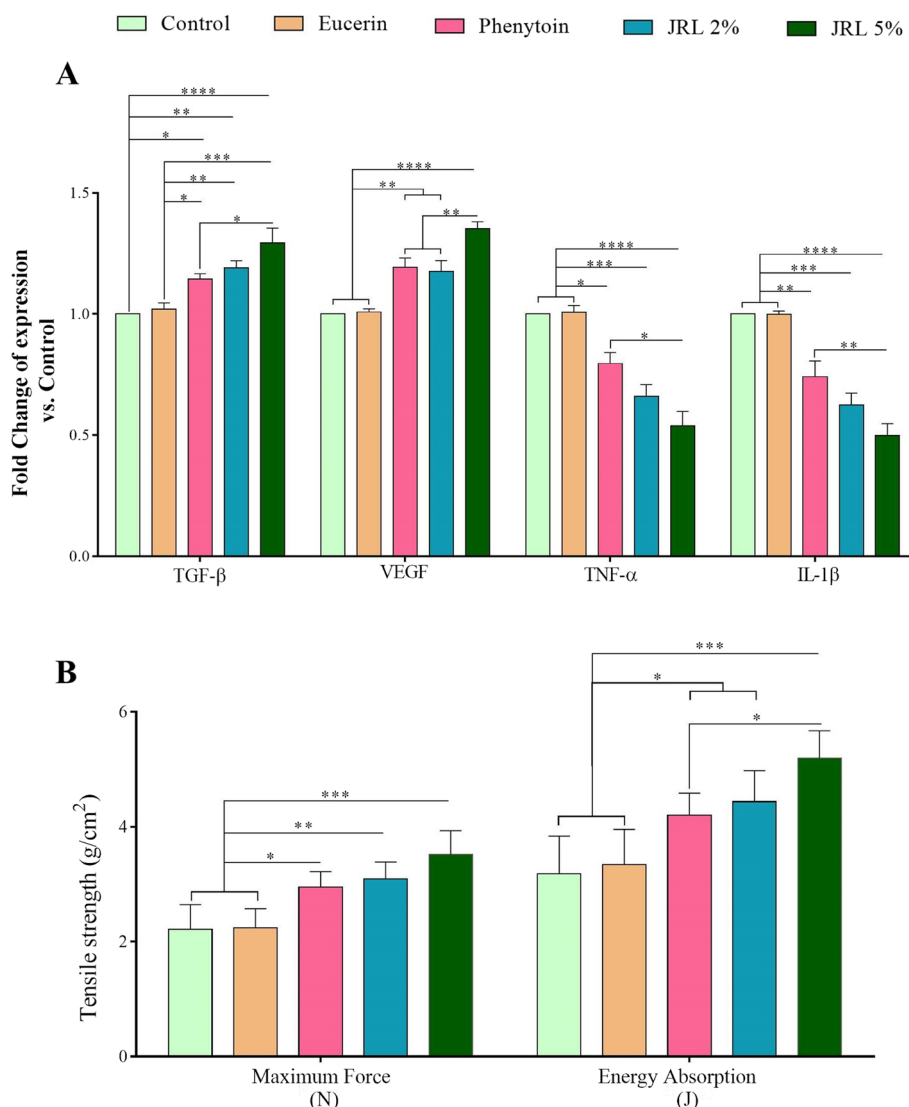 Control Eucerin Phenytoin JRL 2% JRL 5%
A
Fold Change of expression
vs. Control
1.5
1.0
0.5
0.0
****
**
*
***
**
*
*
****
**
**
****
***
*
*
****
***
**
**
TGF-β VEGF TNF-α IL-1β
B
Tensile strength (g/cm²)
6
4
2
0
***
**
*
***
*
*
Maximum Force
(N)
Energy Absorption
(J)